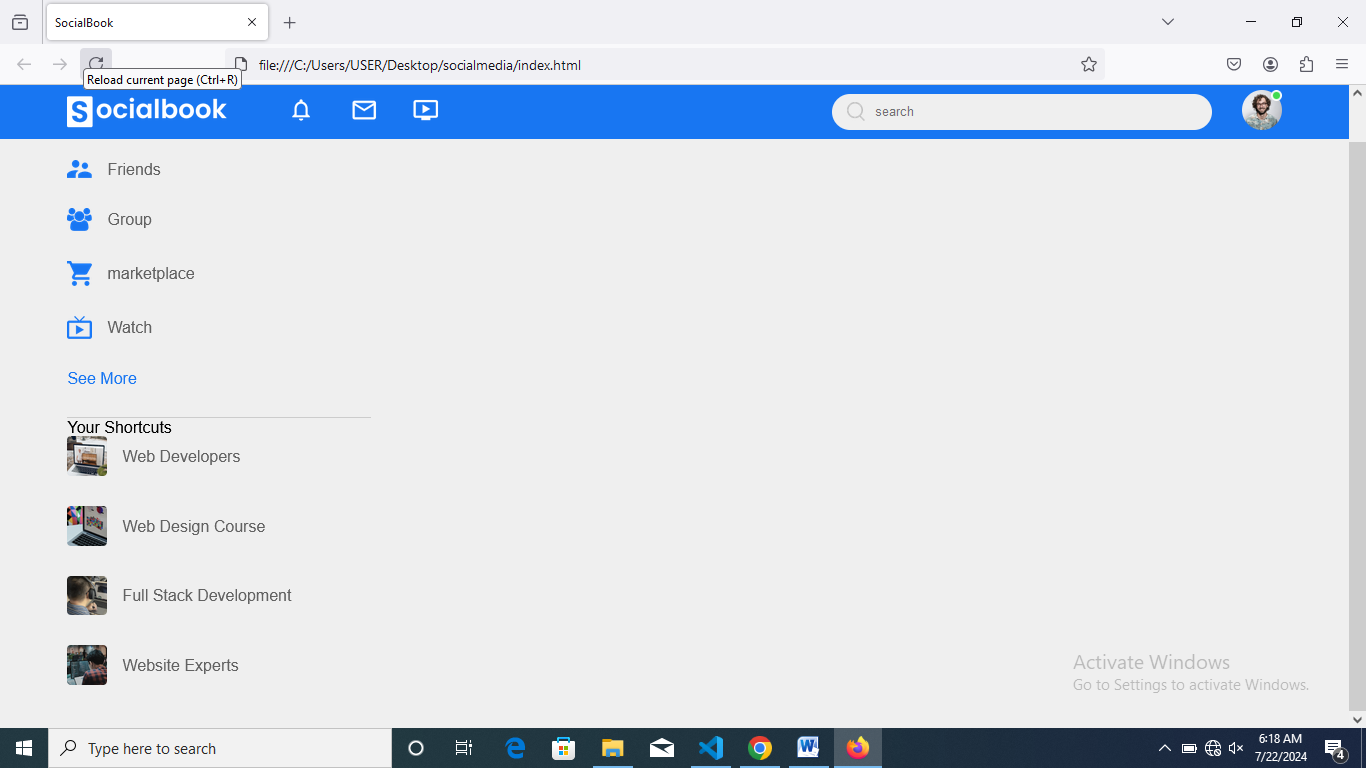 SocialBook
file:///C:/Users/USER/Desktop/socialmedia/index.html
Reload current page (Ctrl+R)
Socialbook
search
Friends
Group
marketplace
Watch
See More
Your Shortcuts
Web Developers
Web Design Course
Full Stack Development
Website Experts
Activate Windows
Go to Settings to activate Windows.
Type here to search
6:18 AM
7/22/2024
4